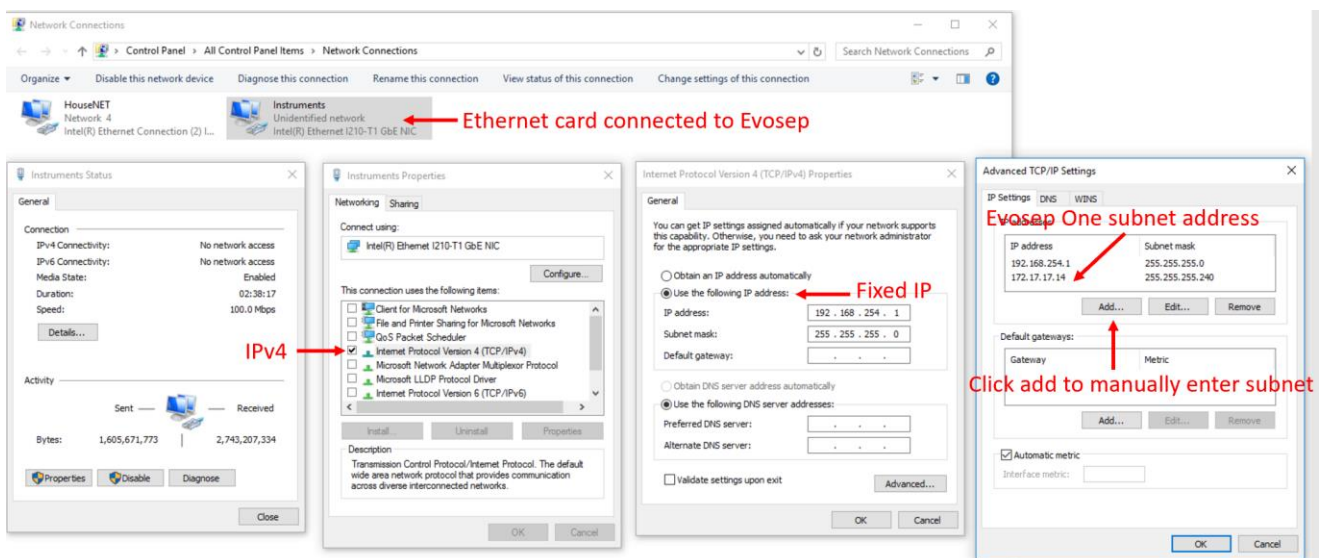 Network Connections
Control Panel > All Control Panel Items > Network Connections
Search Network Connections
Organize
Disable this network device
Diagnose this connection
Rename this connection
View status of this connection
Change settings of this connection
HouseNET
Network 4
Intel(R) Ethernet Connection (2) I...
Instruments
Unidentified network
Intel(R) Ethernet I210-T1 GbE NIC
Ethernet card connected to Evosep
Instruments Status
General
Connection
IPv4 Connectivity: No network access
IPv6 Connectivity: No network access
Media State: Enabled
Duration: 02:38:17
Speed: 100.0 Mbps
Details...
Activity
Sent
Received
Bytes: 1,605,671,773 | 2,743,207,334
Properties
Disable
Diagnose
Close
Instruments Properties
Networking
Sharing
Connect using:
Intel(R) Ethernet I210-T1 GbE NIC
Configure...
This connection uses the following items:
Client for Microsoft Networks
File and Printer Sharing for Microsoft Networks
QoS Packet Scheduler
IPv4
Internet Protocol Version 4 (TCP/IPv4)
Microsoft Network Adapter Multiplexor Protocol
Microsoft LLDP Protocol Driver
Internet Protocol Version 6 (TCP/IPv6)
Install...
Uninstall
Properties
Description
Transmission Control Protocol/Internet Protocol. The default
wide area network protocol that provides communication
across diverse interconnected networks.
OK
Cancel
Internet Protocol Version 4 (TCP/IPv4) Properties
General
You can get IP settings assigned automatically if your network supports
this capability. Otherwise, you need to ask your network administrator
for the appropriate IP settings.
Obtain an IP address automatically
Use the following IP address:
Fixed IP
IP address: 192 . 168 . 254 . 1
Subnet mask: 255 . 255 . 255 . 0
Default gateway: . . .
Obtain DNS server address automatically
Use the following DNS server addresses:
Preferred DNS server: . . .
Alternate DNS server: . . .
Validate settings upon exit
Advanced...
OK
Cancel
Advanced TCP/IP Settings
IP Settings
DNS
WINS
Evosep One subnet address
IP address Subnet mask
192.168.254.1 255.255.255.0
172.17.17.14 255.255.255.240
Add...
Edit...
Remove
Default gateways:
Gateway Metric
Click add to manually enter subnet
Add...
Edit...
Remove
Automatic metric
Interface metric:
OK
Cancel